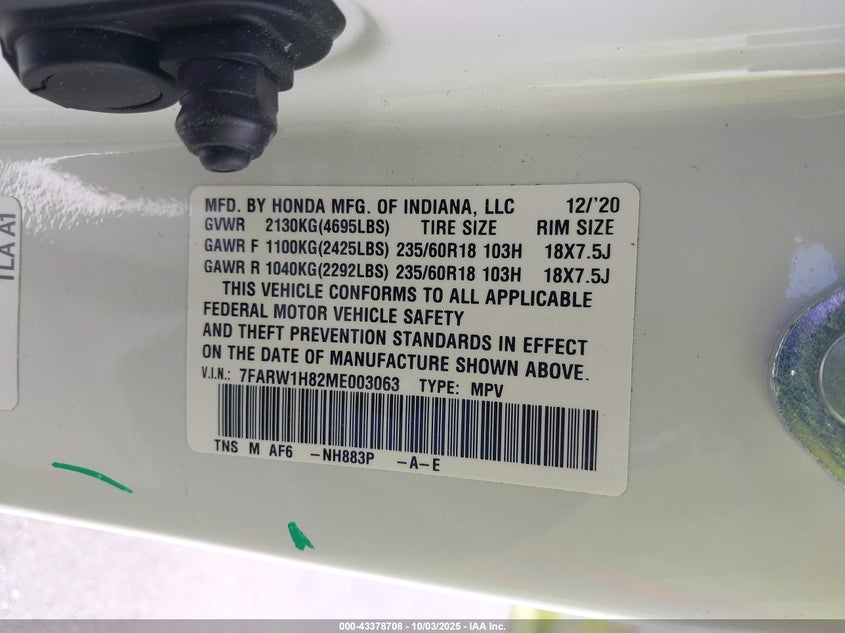 MFD. BY HONDA MFG. OF INDIANA, LLC 12/'20
GVWR 2130KG(4695LBS) TIRE SIZE RIM SIZE
GAWR F 1100KG(2425LBS) 235/60R18 103H 18X7.5J
GAWR R 1040KG(2292LBS) 235/60R18 103H 18X7.5J
THIS VEHICLE CONFORMS TO ALL APPLICABLE
FEDERAL MOTOR VEHICLE SAFETY
AND THEFT PREVENTION STANDARDS IN EFFECT
ON THE DATE OF MANUFACTURE SHOWN ABOVE.
V.I.N.: 7FARW1H82ME003063 TYPE: MPV
TNS M AF6 -NH883P -A-E
TLA A1
000-43378708 - 10/03/2025 - IAA Inc.